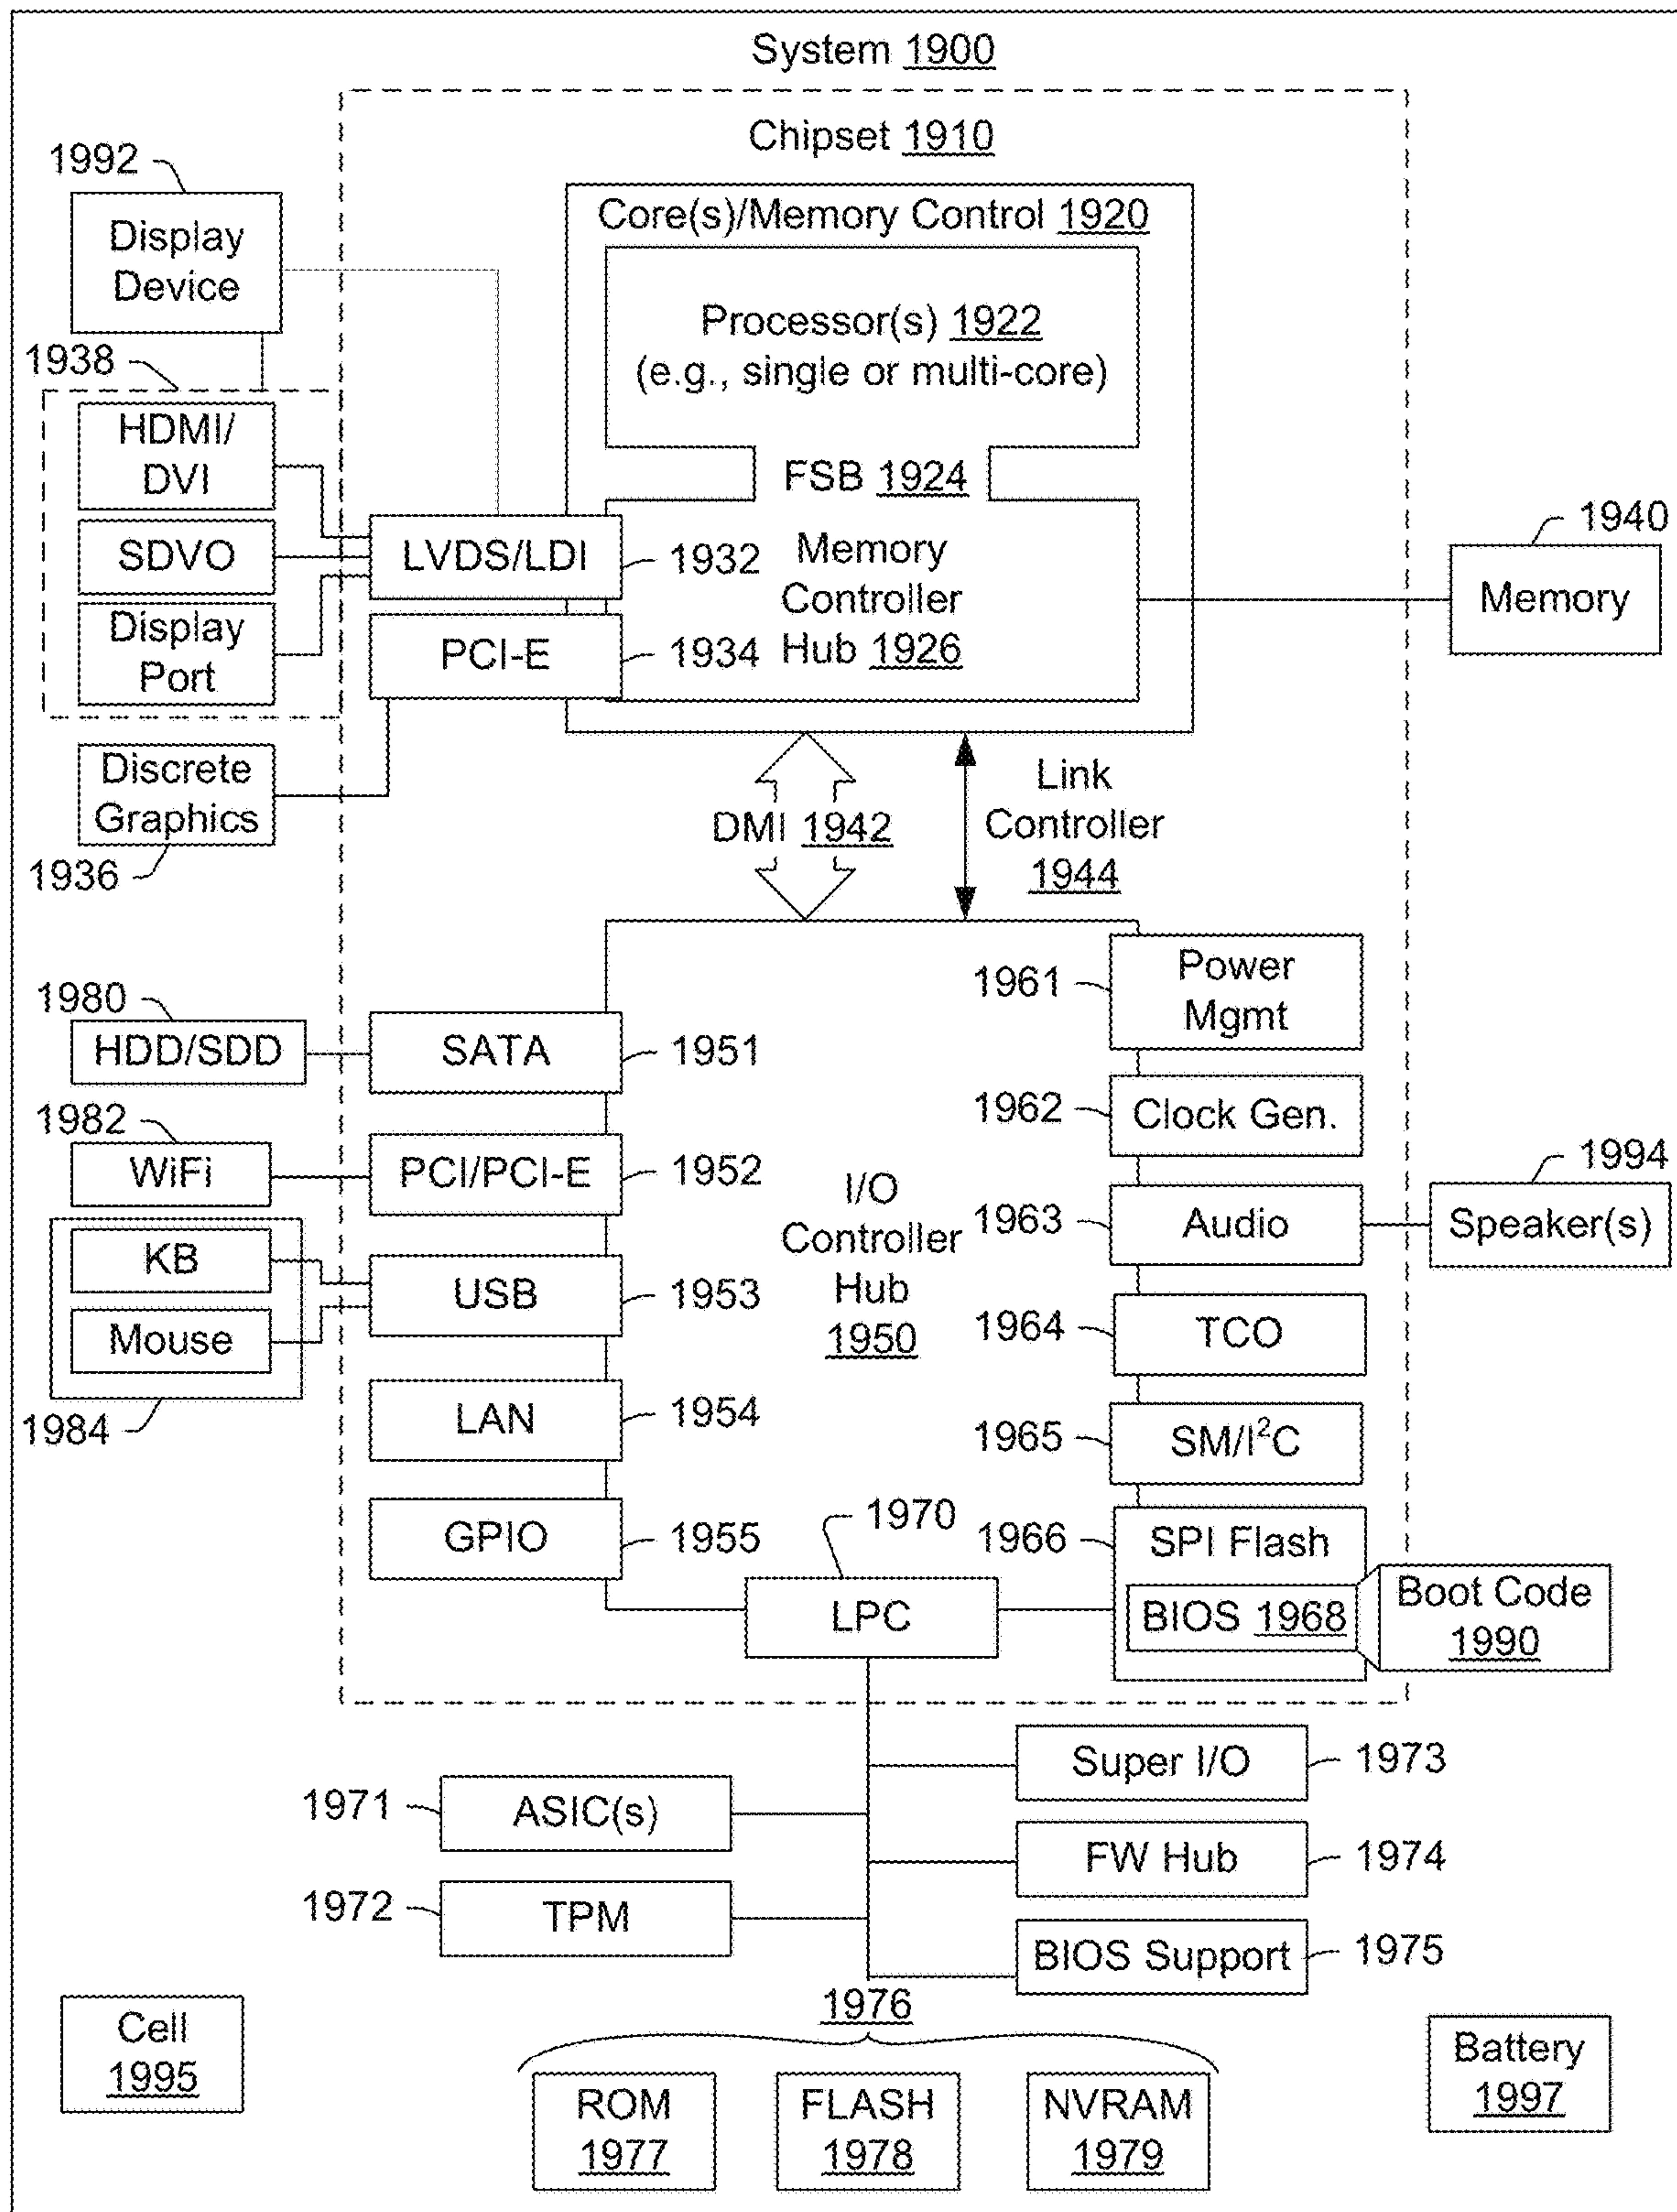 System 1900
Chipset 1910
1992
Display
Device
Core(s)/Memory Control 1920
Processor(s) 1922
(e.g., single or multi-core)
FSB 1924
Memory
Controller
Hub 1926
1938
HDMI/
DVI
SDVO
Display
Port
LVDS/LDI
1932
PCI-E
1934
1940
Memory
Discrete
Graphics
1936
DMI 1942
Link
Controller
1944
1980
HDD/SDD
SATA
1951
1982
WiFi
PCI/PCI-E
1952
KB
Mouse
1984
USB
1953
LAN
1954
GPIO
1955
I/O
Controller
Hub
1950
1961
Power
Mgmt
1962
Clock Gen.
1963
Audio
1994
Speaker(s)
1964
TCO
1965
SM/I²C
1966
SPI Flash
BIOS 1968
Boot Code
1990
1970
LPC
1971
ASIC(s)
1972
TPM
Super I/O
1973
FW Hub
1974
BIOS Support
1975
Cell
1995
1976
ROM
1977
FLASH
1978
NVRAM
1979
Battery
1997